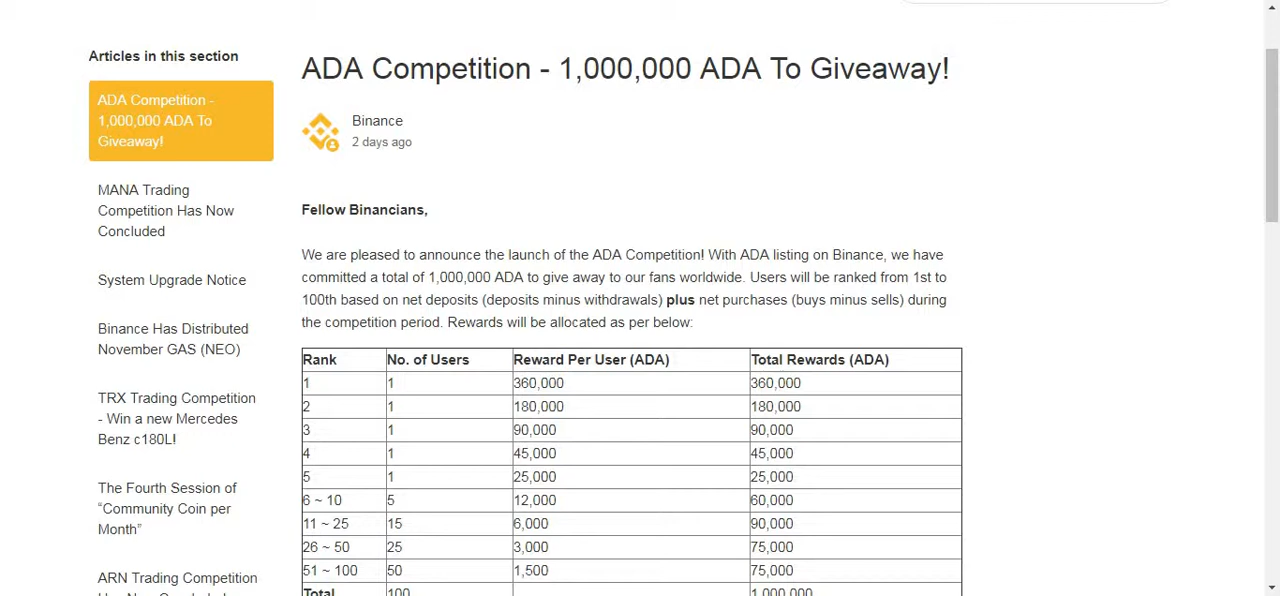 Articles in this section
ADA Competition -
1,000,000 ADA To
Giveaway!
MANA Trading
Competition Has Now
Concluded
System Upgrade Notice
Binance Has Distributed
November GAS (NEO)
TRX Trading Competition
- Win a new Mercedes
Benz c180L!
The Fourth Session of
“Community Coin per
Month”
ARN Trading Competition
Has Now Concluded
ADA Competition - 1,000,000 ADA To Giveaway!
Binance
2 days ago
Fellow Binancians,
We are pleased to announce the launch of the ADA Competition! With ADA listing on Binance, we have
committed a total of 1,000,000 ADA to give away to our fans worldwide. Users will be ranked from 1st to
100th based on net deposits (deposits minus withdrawals) plus net purchases (buys minus sells) during
the competition period. Rewards will be allocated as per below:
Rank No. of Users Reward Per User (ADA) Total Rewards (ADA)
1 1 360,000 360,000
2 1 180,000 180,000
3 1 90,000 90,000
4 1 45,000 45,000
5 1 25,000 25,000
6 ~ 10 5 12,000 60,000
11 ~ 25 15 6,000 90,000
26 ~ 50 25 3,000 75,000
51 ~ 100 50 1,500 75,000
Total 100 1,000,000